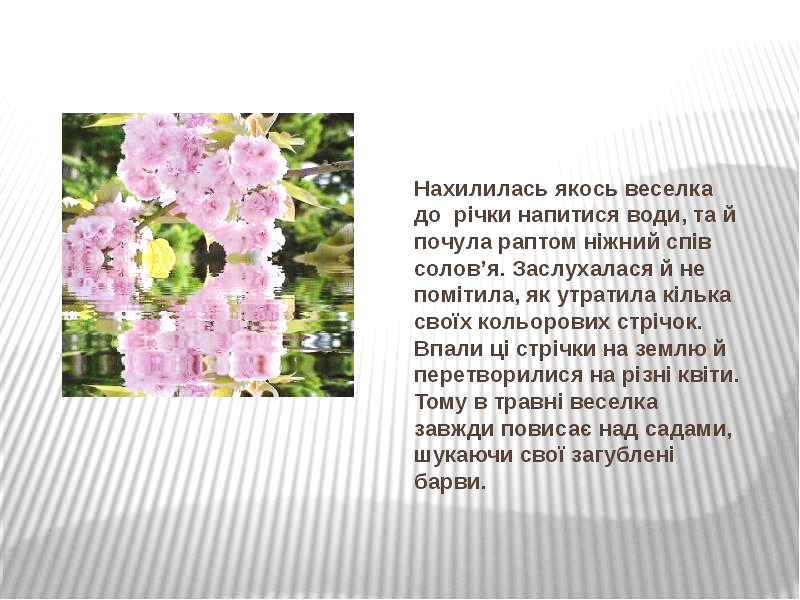 Нахилилась якось веселка
до  річки напитися води, та й
почула раптом ніжний спів
солов’я. Заслухалася й не
помітила, як утратила кілька
своїх кольорових стрічок.
Впали ці стрічки на землю й
перетворилися на різні квіти.
Тому в травні веселка
завжди повисає над садами,
шукаючи свої загублені
барви.